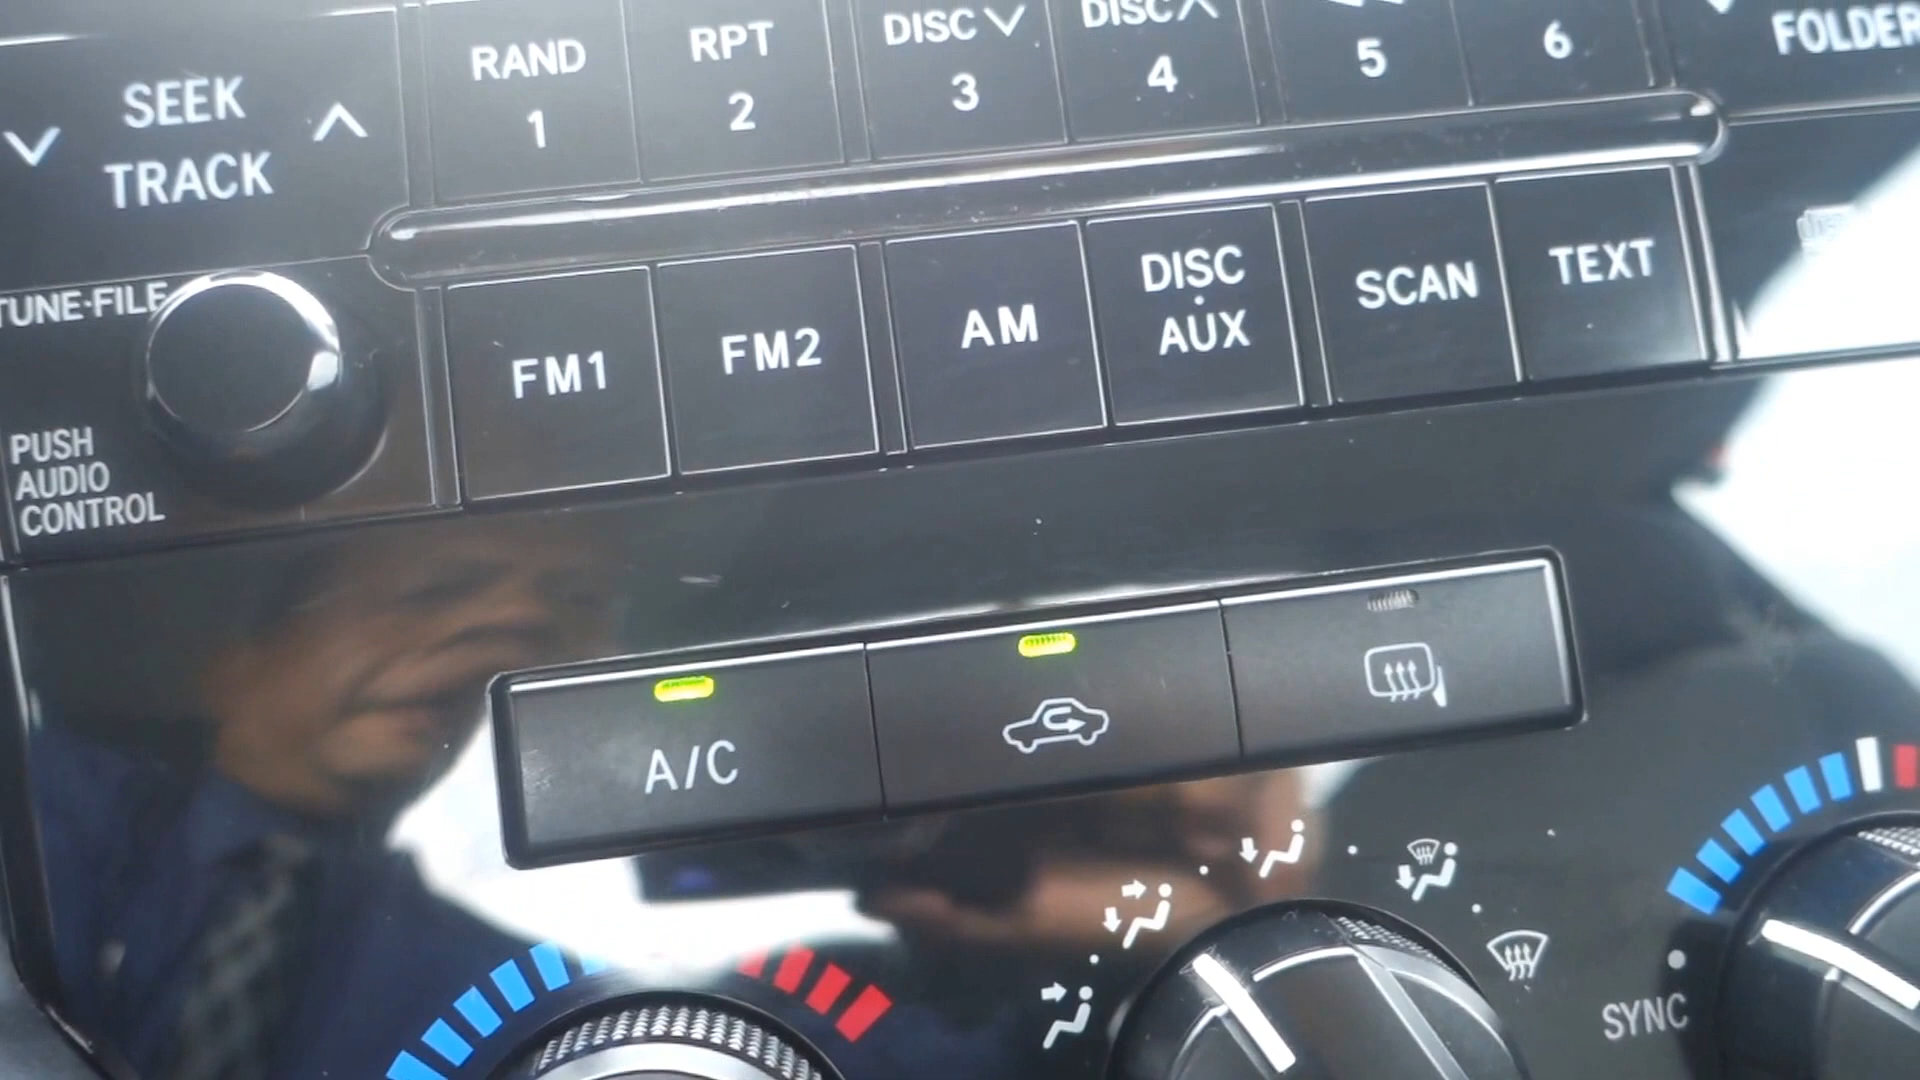 RAND
1
RPT
2
DISC
3
DISC
4
5
6
FOLDER
SEEK
TRACK
TUNE·FILE
PUSH
AUDIO
CONTROL
FM1
FM2
AM
DISC
·
AUX
SCAN
TEXT
A/C
SYNC